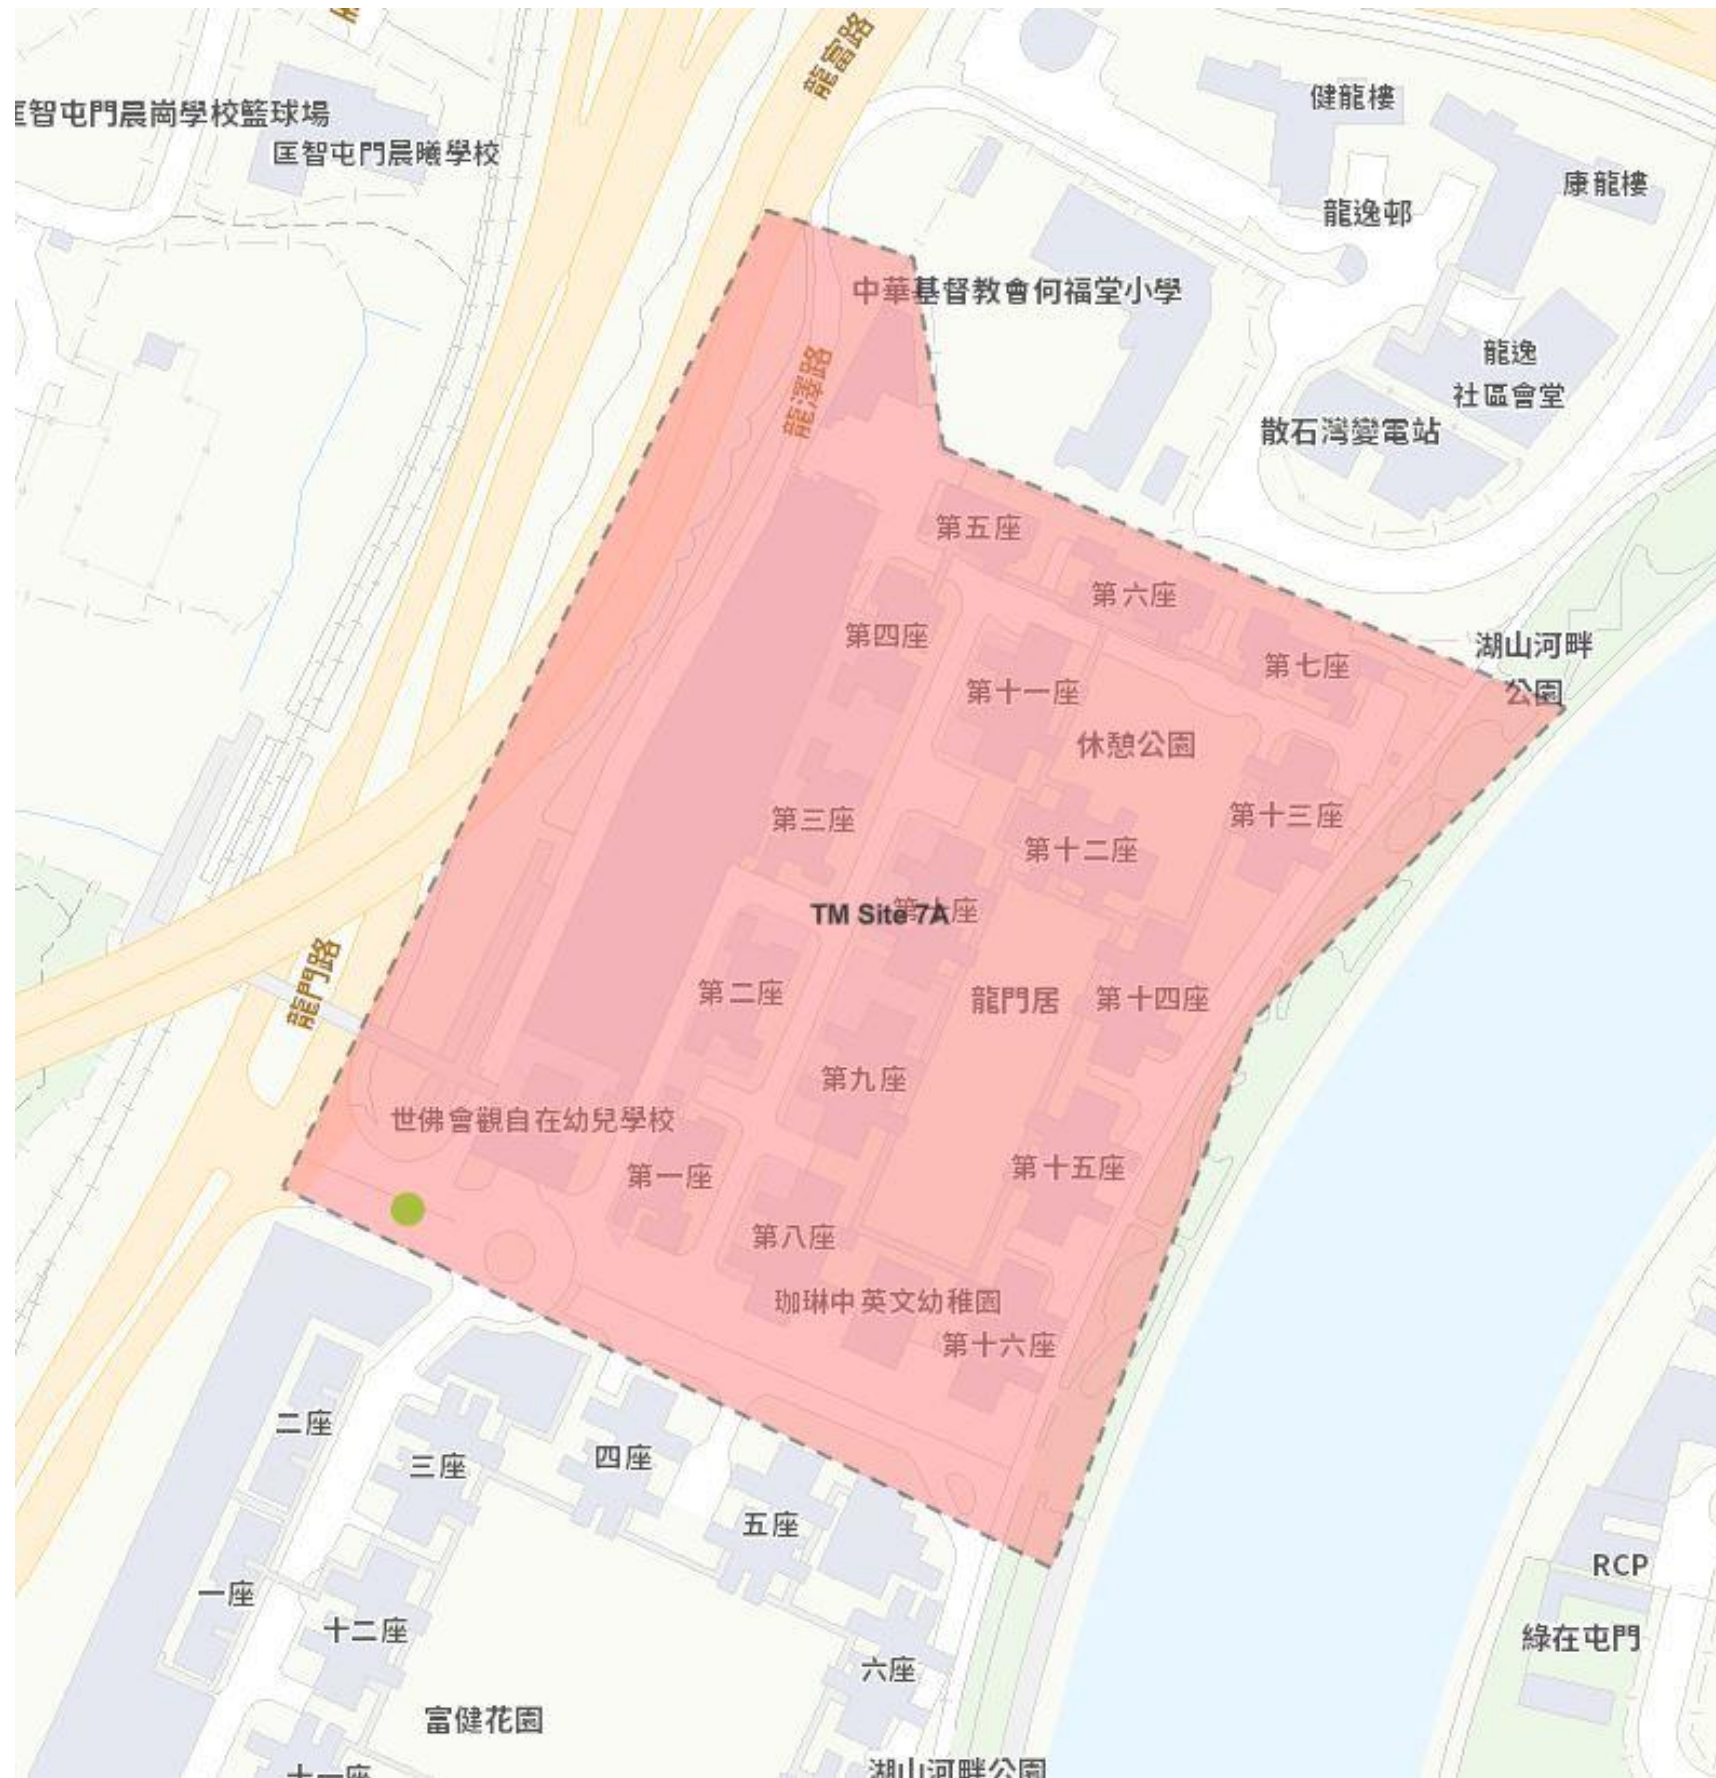 龍富路
匡智屯門晨崗學校籃球場
匡智屯門晨曦學校
健龍樓
康龍樓
龍逸邨
中華基督教會何福堂小學
龍逸
社區會堂
龍澤路
散石灣變電站
第五座
第六座
第四座
第七座
湖山河畔
公園
第十一座
休憩公園
第三座
第十三座
第十二座
TM Site 7A
第十座
龍門路
第二座
龍門居
第十四座
第九座
世佛會觀自在幼兒學校
第一座
第十五座
第八座
珈琳中英文幼稚園
第十六座
二座
三座
四座
五座
RCP
一座
十二座
綠在屯門
六座
富健花園
湖山河畔公園
十一座